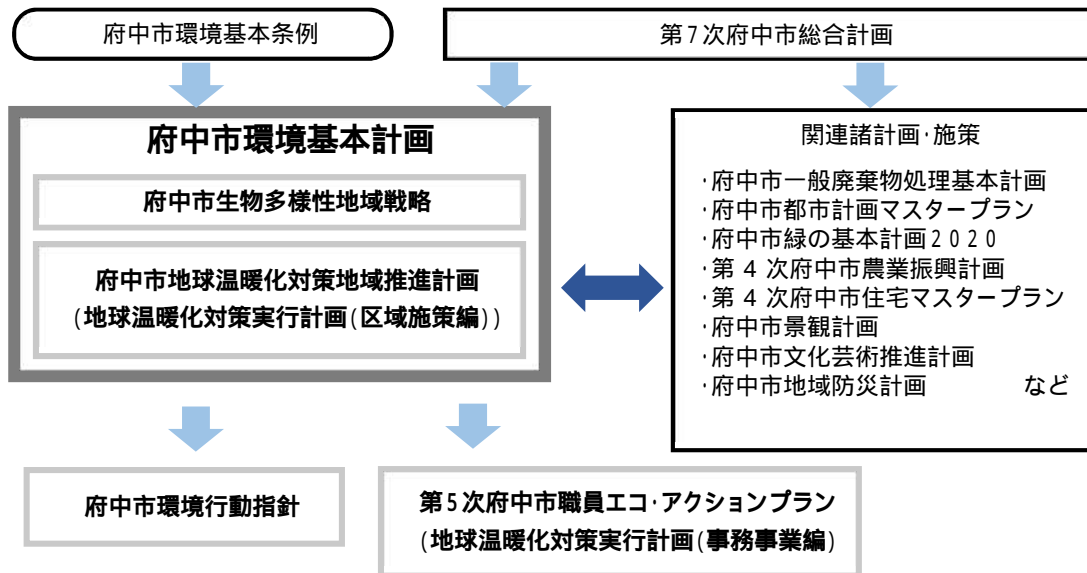 府中市環境基本条例
第7次府中市総合計画
府中市環境基本計画
府中市生物多様性地域戦略
府中市地球温暖化対策地域推進計画
(地球温暖化対策実行計画(区域施策編))
関連諸計画・施策
・府中市一般廃棄物処理基本計画
・府中市都市計画マスタープラン
・府中市緑の基本計画2020
・第4次府中市農業振興計画
・第4次府中市住宅マスタープラン
・府中市景観計画
・府中市文化芸術推進計画
・府中市地域防災計画 など
府中市環境行動指針
第5次府中市職員エコ・アクションプラン
(地球温暖化対策実行計画(事務事業編)